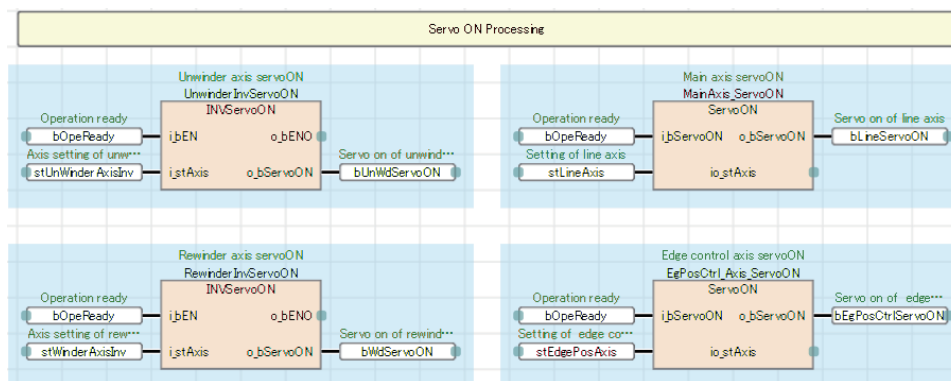 Servo ON Processing
Unwinder axis servoON
UnwinderInvServoON
INVServoON
Operation ready
bOpeReady
i_bEN
o_bENO
Axis setting of unw…
stUnWinderAxisInv
i_stAxis
o_bServoON
Servo on of unwind…
bUnWdServoON
Main axis servoON
MainAxis_ServoON
ServoON
Operation ready
bOpeReady
i_bServoON
o_bServoON
Servo on of line axis
bLineServoON
Setting of line axis
stLineAxis
io_stAxis
Rewinder axis servoON
RewinderInvServoON
INVServoON
Operation ready
bOpeReady
i_bEN
o_bENO
Axis setting of rew…
stWinderAxisInv
i_stAxis
o_bServoON
Servo on of rewind…
bWdServoON
Edge control axis servoON
EgPosCtrl_Axis_ServoON
ServoON
Operation ready
bOpeReady
i_bServoON
o_bServoON
Servo on of edge…
bEgPosCtrlServoON
Setting of edge co…
stEdgePosAxis
io_stAxis